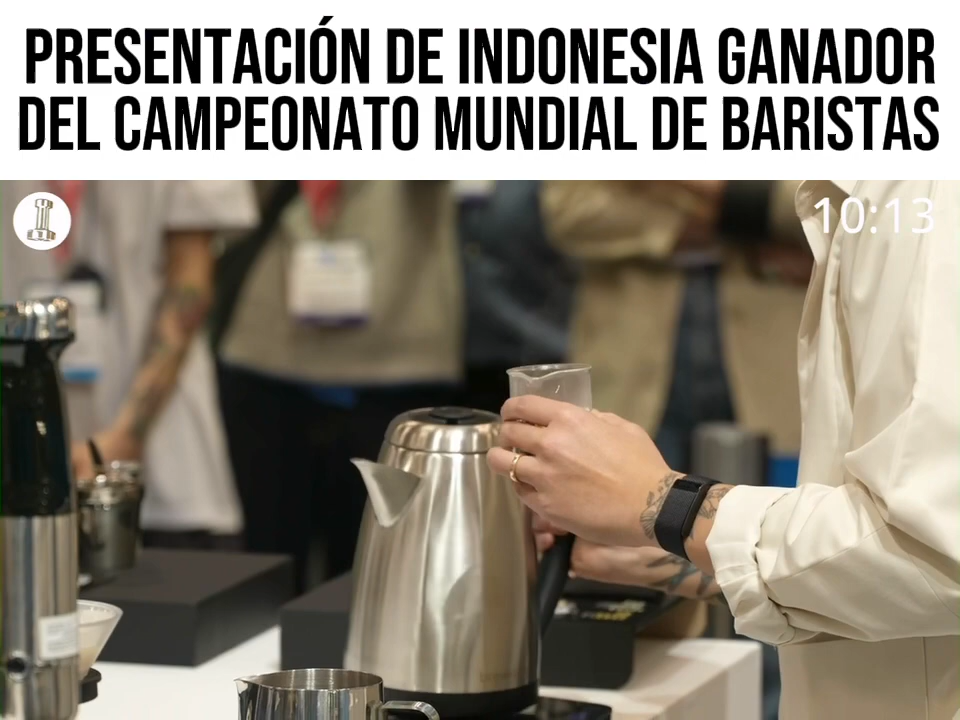 PRESENTACIÓN DE INDONESIA GANADOR
DEL CAMPEONATO MUNDIAL DE BARISTAS
10:13